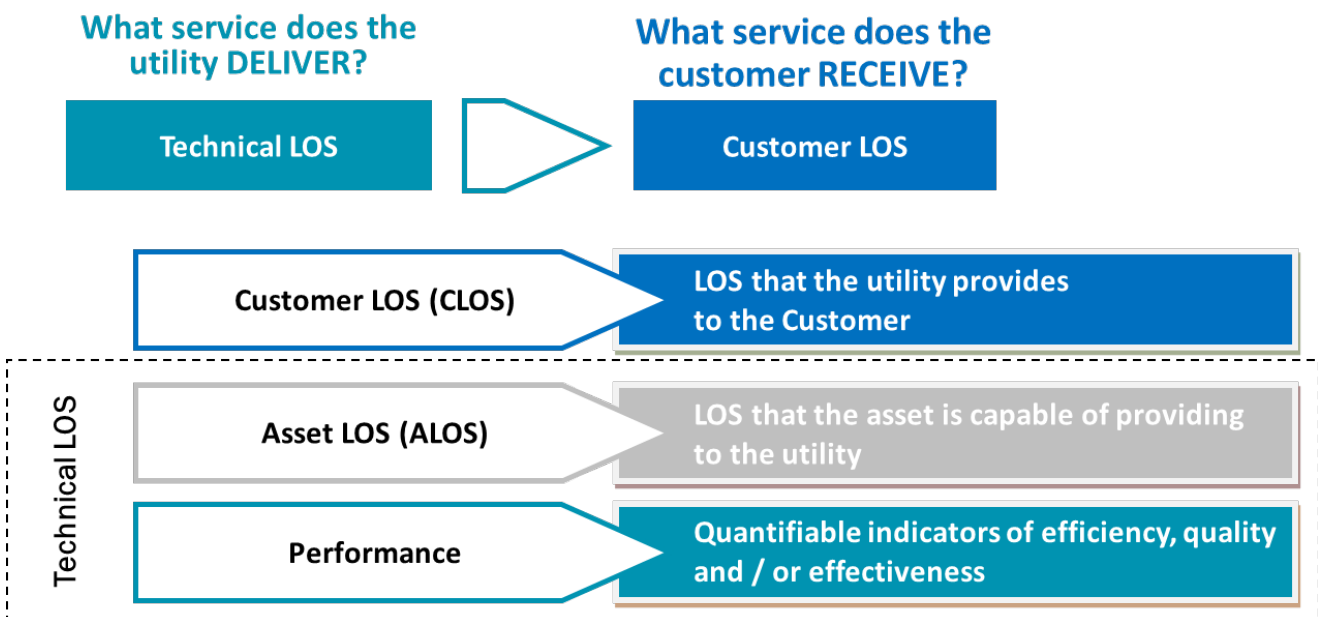 What service does the
utility DELIVER?
What service does the
customer RECEIVE?
Technical LOS
Customer LOS
Customer LOS (CLOS)
LOS that the utility provides
to the Customer
Technical LOS
Asset LOS (ALOS)
LOS that the asset is capable of providing
to the utility
Performance
Quantifiable indicators of efficiency, quality
and / or effectiveness